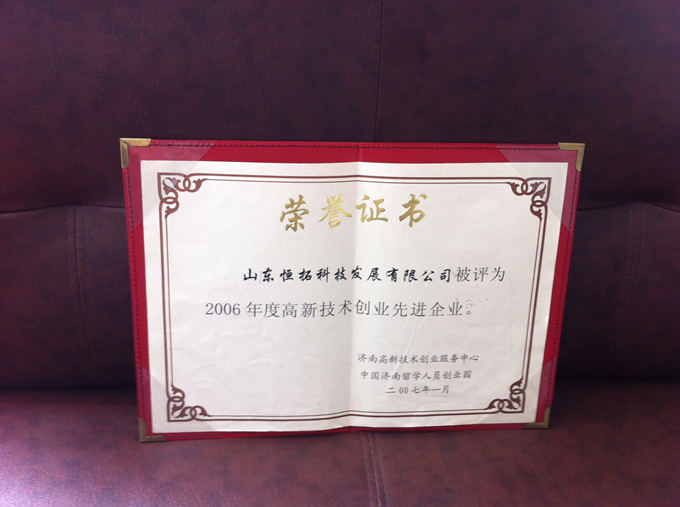 荣誉证书
山东恒拓科技发展有限公司被评为
2006年度高新技术创业先进企业。
济南高新技术创业服务中心
中国济南留学人员创业园
二00七年一月